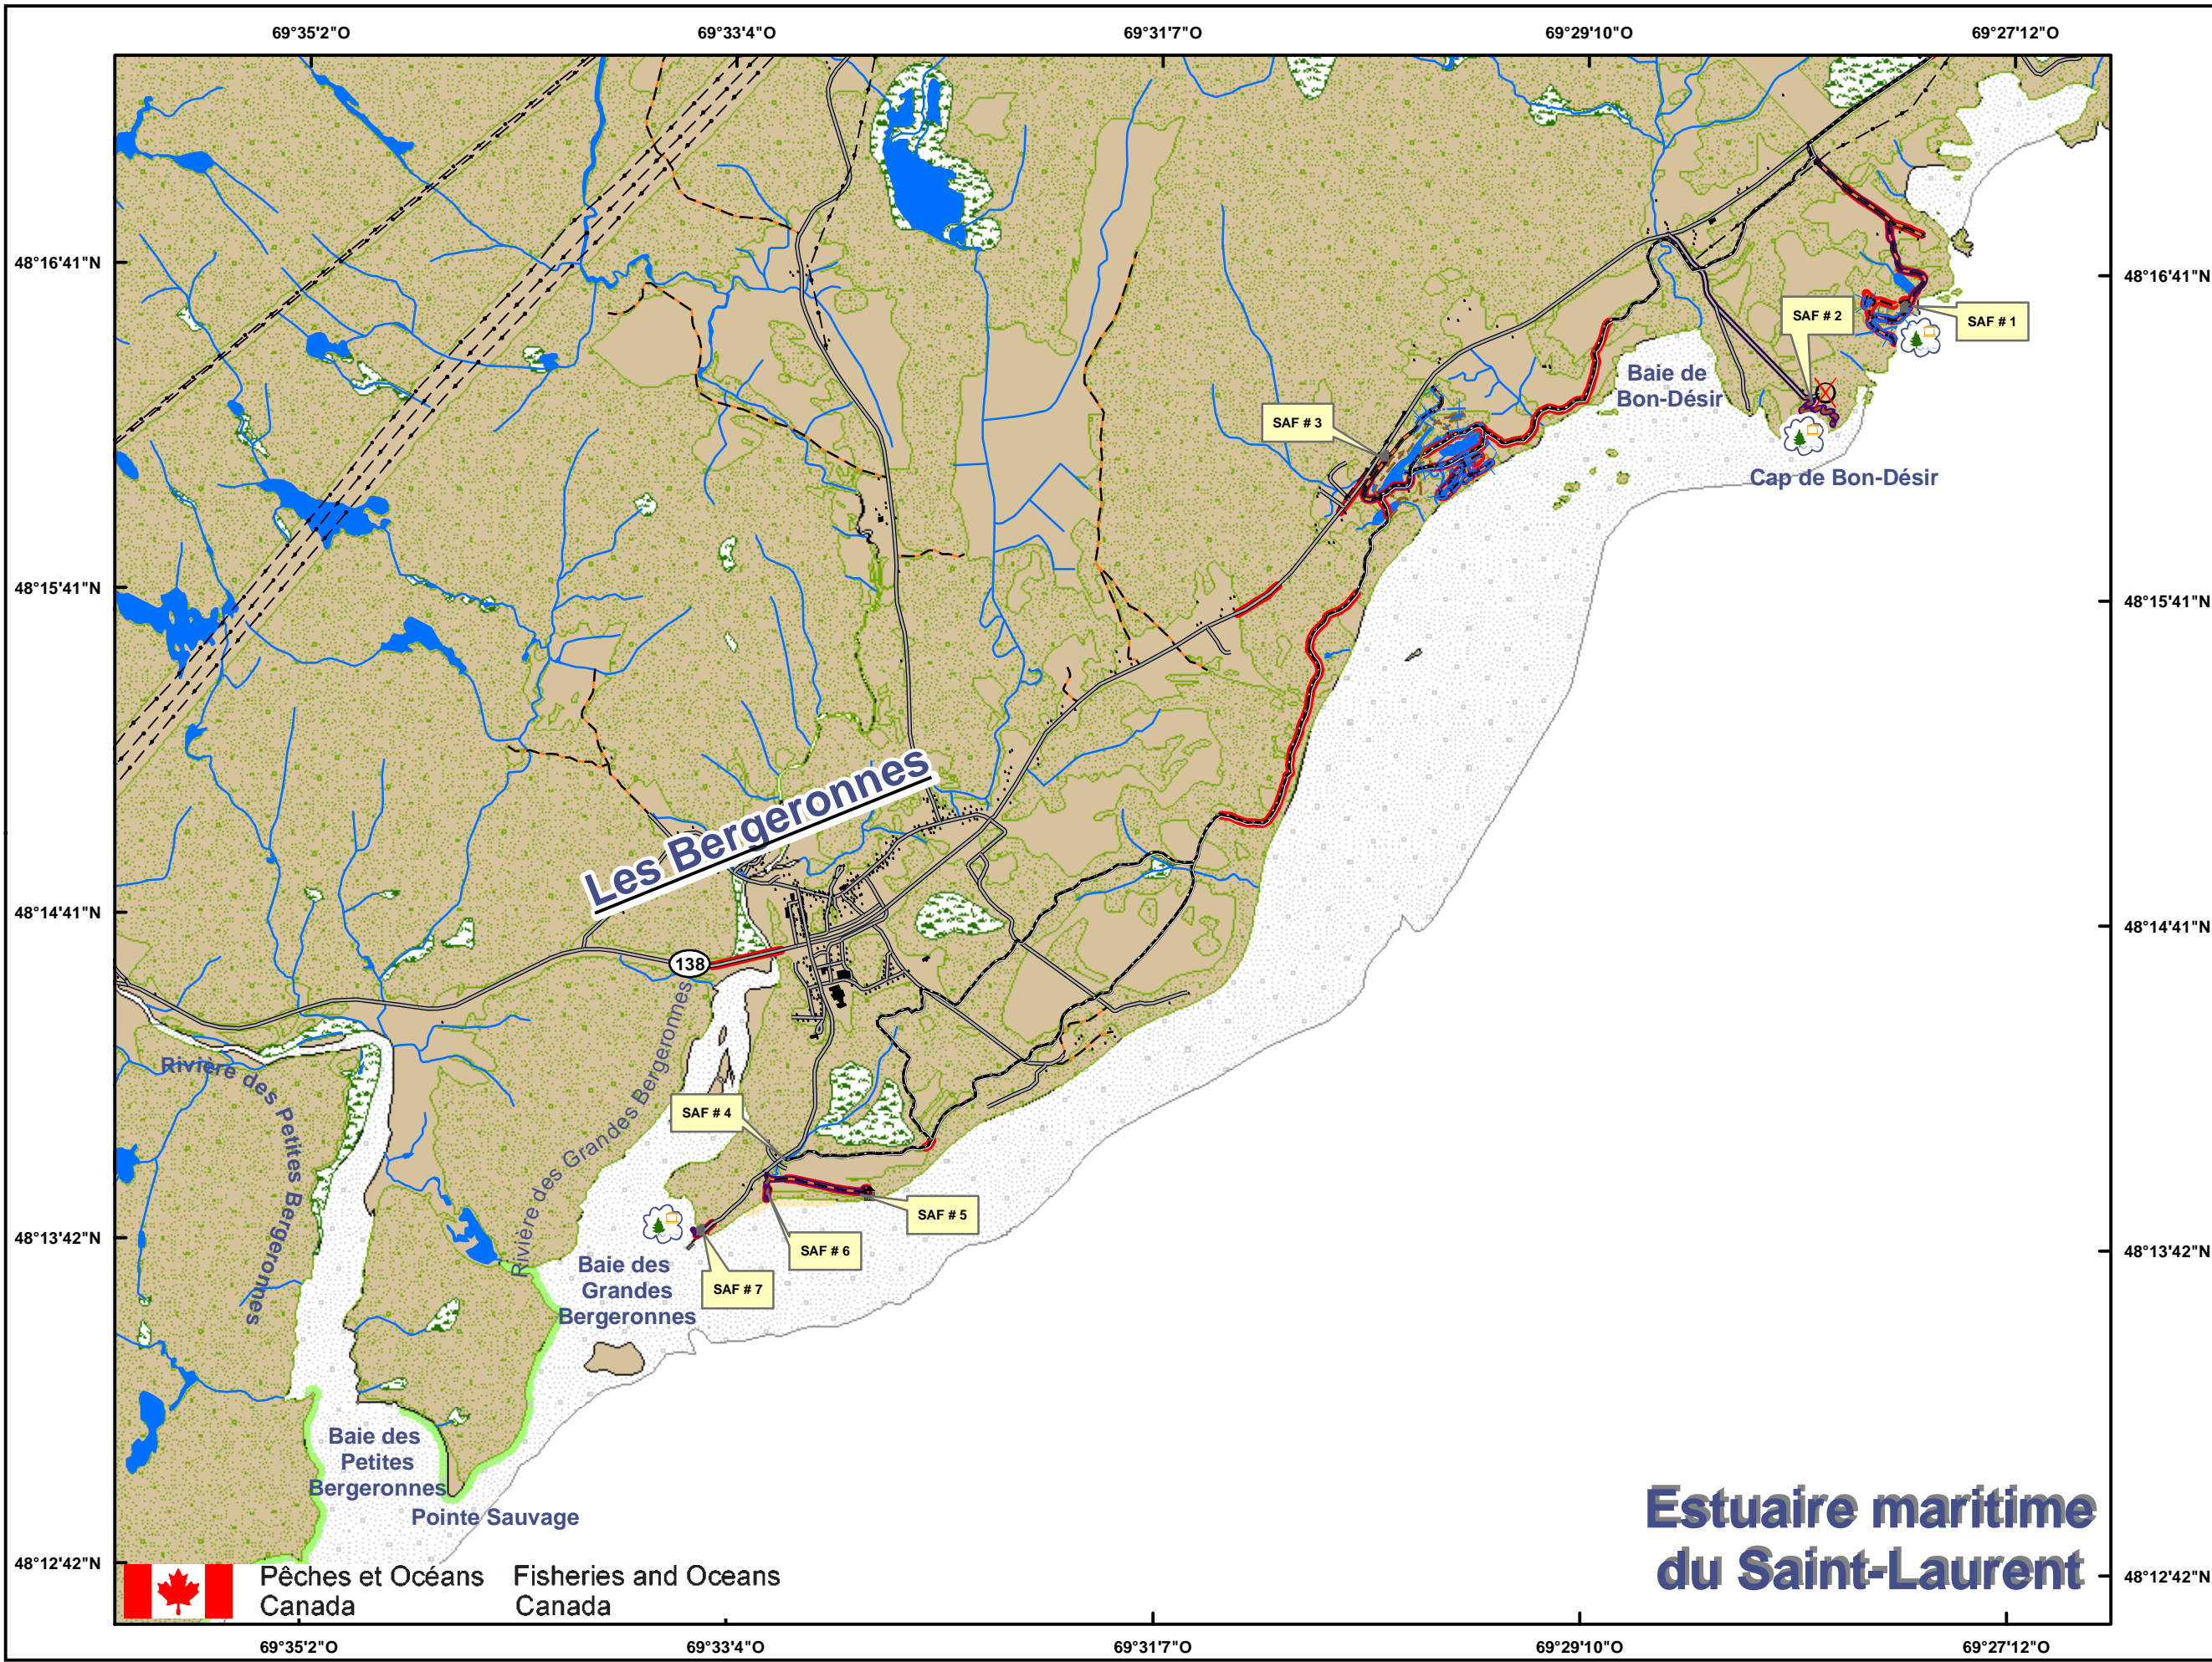 69°35'2"O
69°33'4"O
69°31'7"O
69°29'10"O
69°27'12"O
48°16'41"N
48°16'41"N
SAF # 2
SAF # 1
Baie de
Bon-Désir
SAF # 3
Cap de Bon-Désir
48°15'41"N
48°15'41"N
Les Bergeronnes
48°14'41"N
48°14'41"N
138
Rivière des Petites Bergeronnes
Rivière des Grandes Bergeronnes
SAF # 4
SAF # 5
SAF # 6
SAF # 7
48°13'42"N
48°13'42"N
Baie des
Grandes
Bergeronnes
Baie des
Petites
Bergeronnes
Pointe Sauvage
Estuaire maritime
du Saint-Laurent
48°12'42"N
48°12'42"N
Pêches et Océans
Canada
Fisheries and Oceans
Canada
69°35'2"O
69°33'4"O
69°31'7"O
69°29'10"O
69°27'12"O